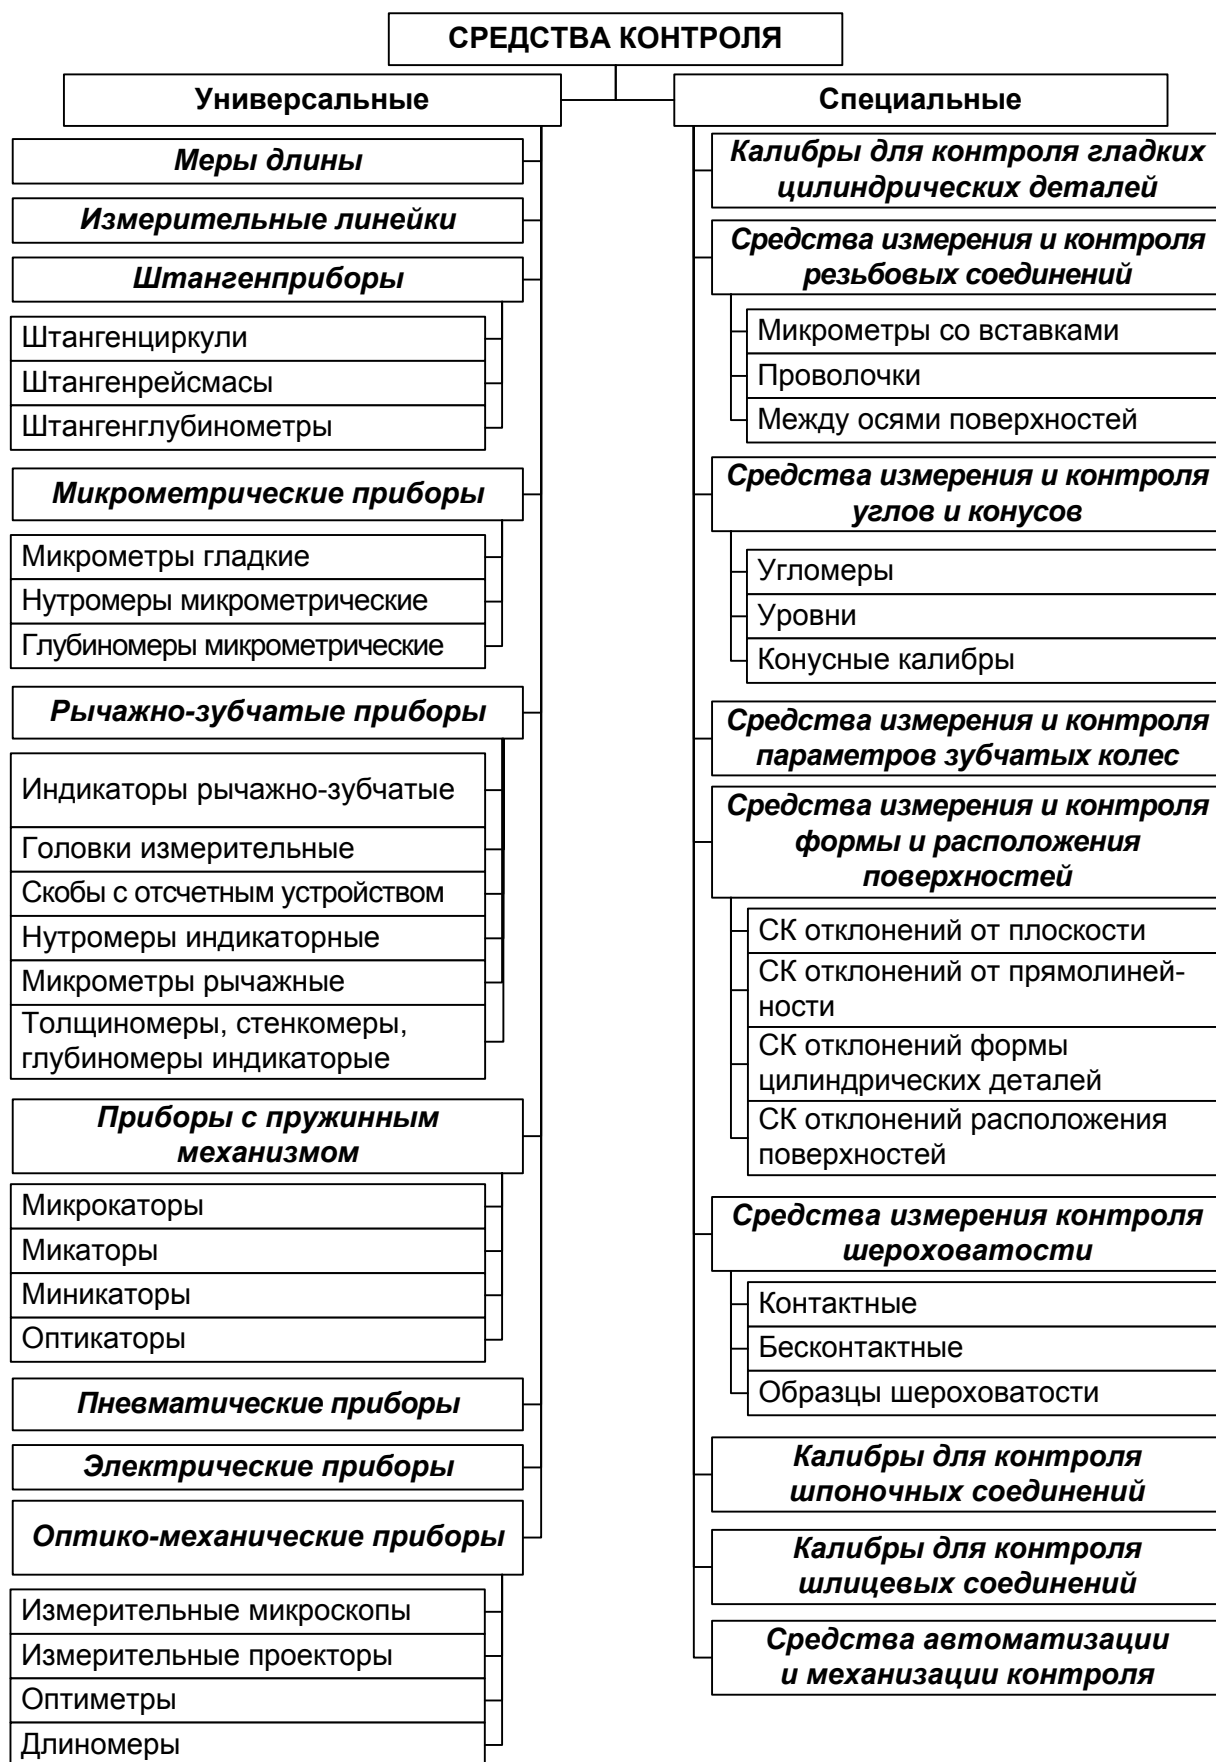 СРЕДСТВА КОНТРОЛЯ
Универсальные
Меры длины
Измерительные линейки
Штангенприборы
Штангенциркули
Штангенрейсмасы
Штангенглубинометры
Микрометрические приборы
Микрометры гладкие
Нутромеры микрометрические
Глубиномеры микрометрические
Рычажно-зубчатые приборы
Индикаторы рычажно-зубчатые
Головки измерительные
Скобы с отсчетным устройством
Нутромеры индикаторные
Микрометры рычажные
Толщиномеры, стенкомеры,
глубиномеры индикаторые
Приборы с пружинным
механизмом
Микрокаторы
Микаторы
Миникаторы
Оптикаторы
Пневматические приборы
Электрические приборы
Оптико-механические приборы
Измерительные микроскопы
Измерительные проекторы
Оптиметры
Длиномеры
Специальные
Калибры для контроля гладких
цилиндрических деталей
Средства измерения и контроля
резьбовых соединений
Микрометры со вставками
Проволочки
Между осями поверхностей
Средства измерения и контроля
углов и конусов
Угломеры
Уровни
Конусные калибры
Средства измерения и контроля
параметров зубчатых колес
Средства измерения и контроля
формы и расположения
поверхностей
СК отклонений от плоскости
СК отклонений от прямолиней-
ности
СК отклонений формы
цилиндрических деталей
СК отклонений расположения
поверхностей
Средства измерения контроля
шероховатости
Контактные
Бесконтактные
Образцы шероховатости
Калибры для контроля
шпоночных соединений
Калибры для контроля
шлицевых соединений
Средства автоматизации
и механизации контроля